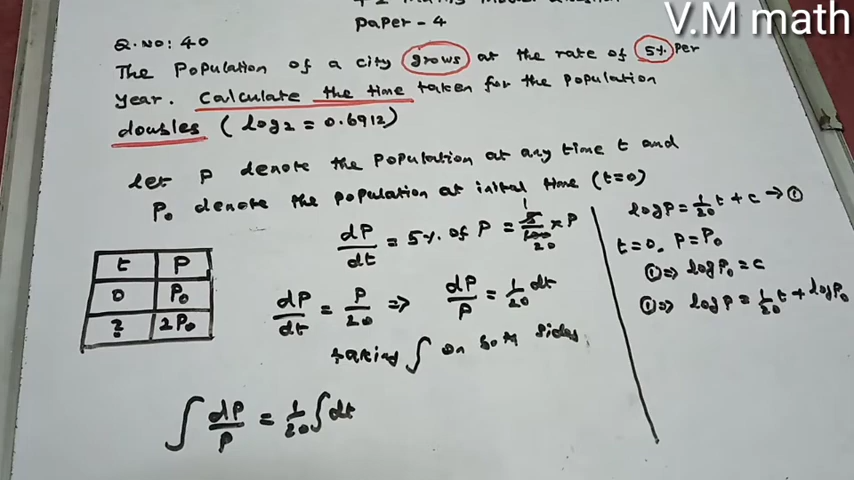 V.M math
paper - 4
Q.NO: 40
The Population of a city grows at the rate of 5% per
year. Calculate the time taken for the population
doubles (log2 = 0.6912)
let P denote the population at any time t and
P₀ denote the population at initial time (t=0)
dP/dt = 5% of P = 5/100 × P
1
20
t P
0 P₀
? 2P₀
dP/dt = P/20 => dP/P = 1/20 dt
taking ∫ on both sides,
∫ dP/P = 1/20 ∫ dt
log P = 1/20 t + c → ①
t=0, P=P₀
① => log P₀ = c
① => log P = 1/20 t + log P₀